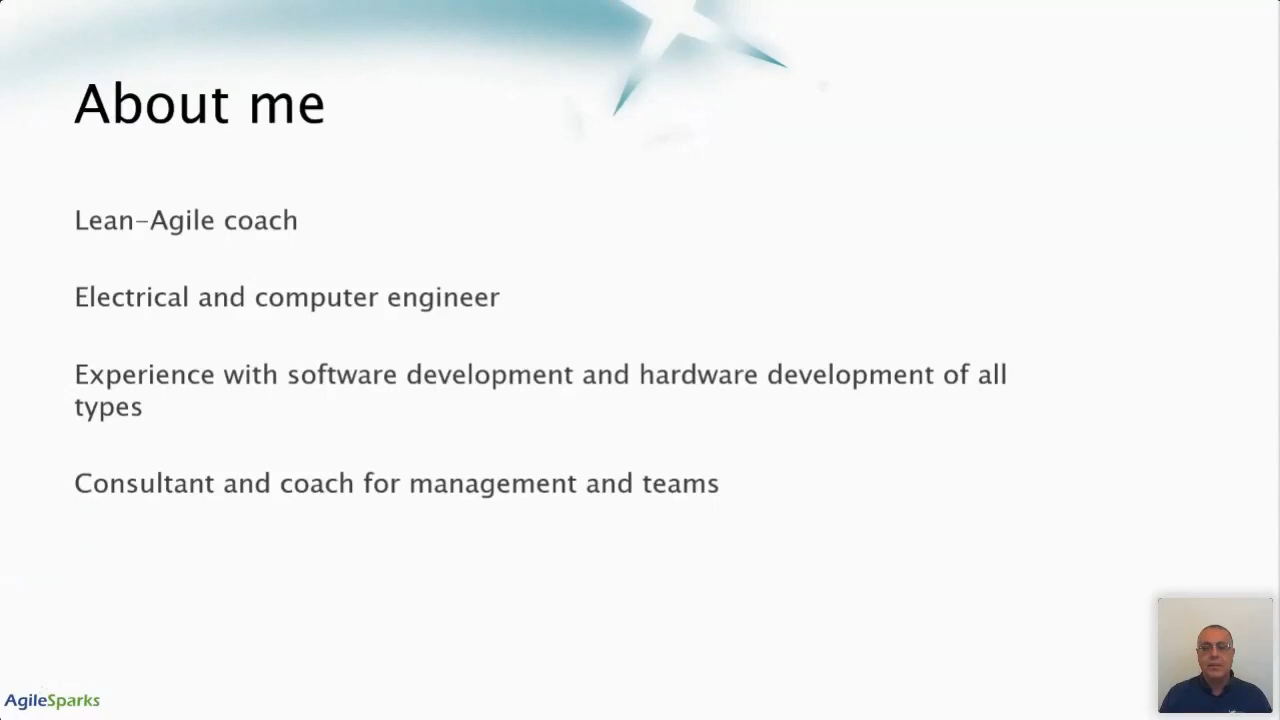 About me
Lean-Agile coach
Electrical and computer engineer
Experience with software development and hardware development of all
types
Consultant and coach for management and teams
AgileSparks